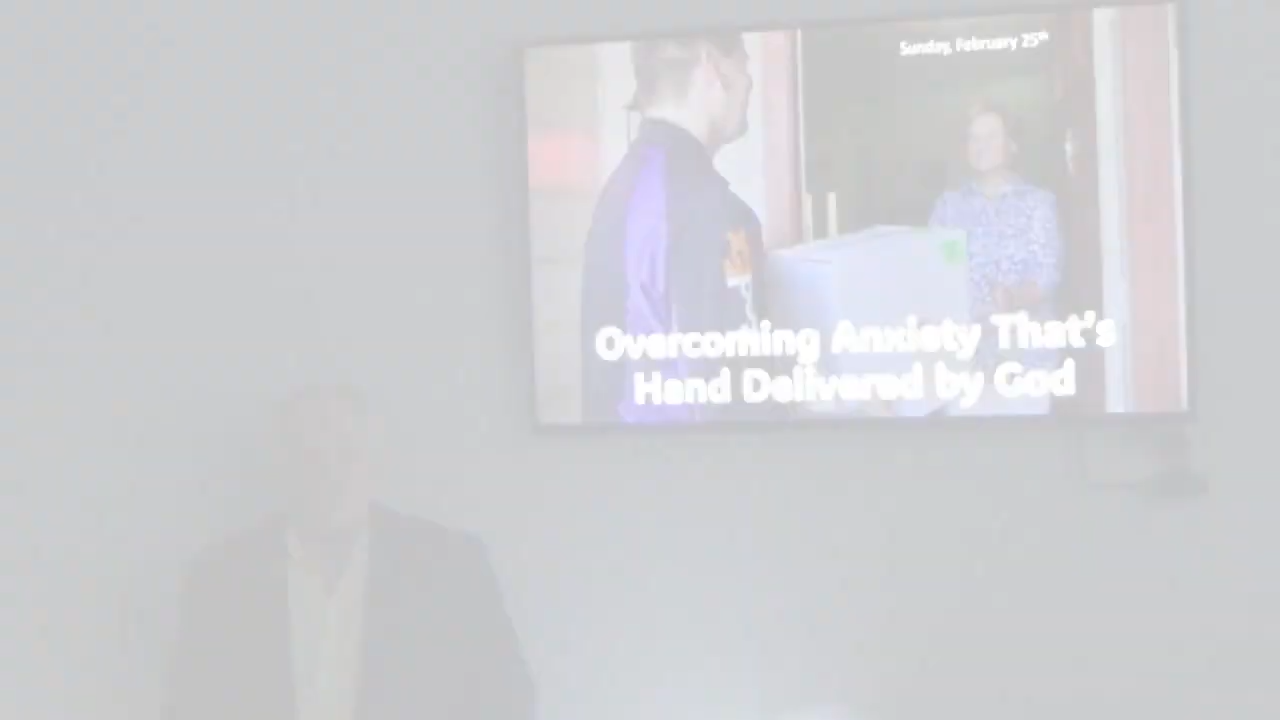 Sunday, February 25th
Overcoming Anxiety That's
Hand Delivered by God